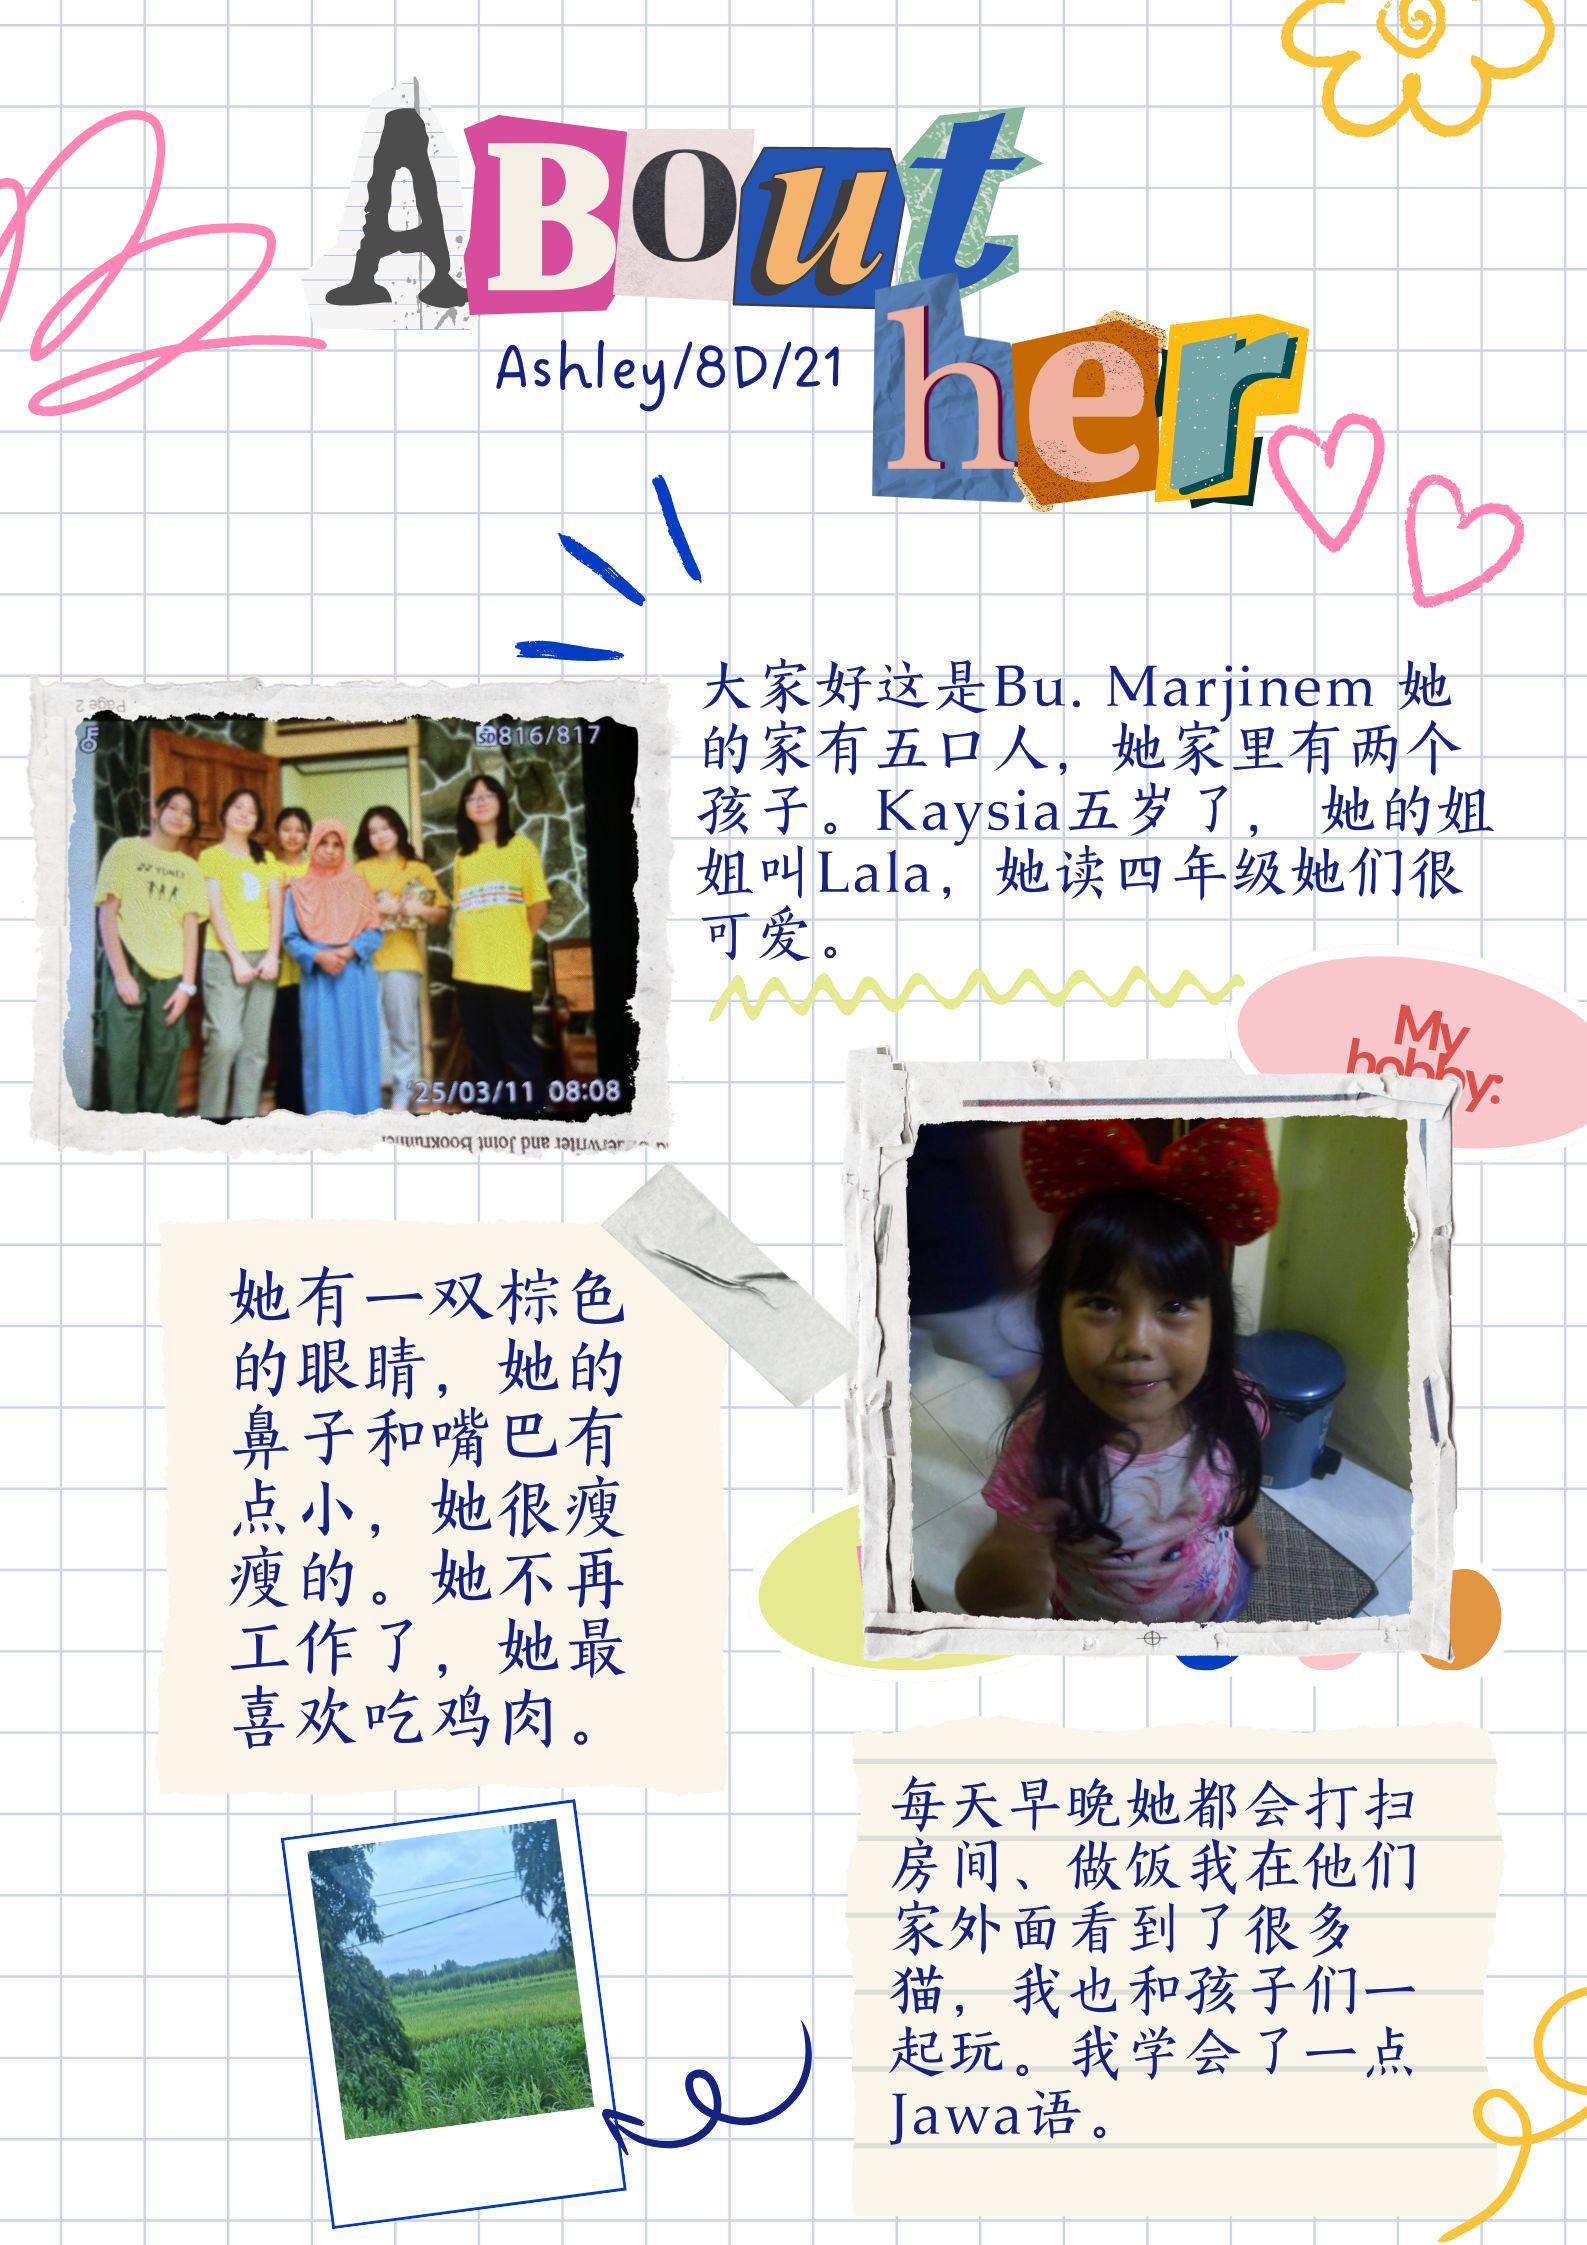 About
her
Ashley/8D/21
大家好这是Bu. Marjinem 她
的家有五口人，她家里有两个
孩子。Kaysia五岁了， 她的姐
姐叫Lala，她读四年级她们很
可爱。
Page 2
816/817
YONEX
25/03/11 08:08
erwriter and Joint Bookrunner
My
hobby:
她有一双棕色
的眼睛，她的
鼻子和嘴巴有
点小，她很瘦
瘦的。她不再
工作了，她最
喜欢吃鸡肉。
每天早晚她都会打扫
房间、做饭我在他们
家外面看到了很多
猫，我也和孩子们一
起玩。我学会了一点
Jawa语。